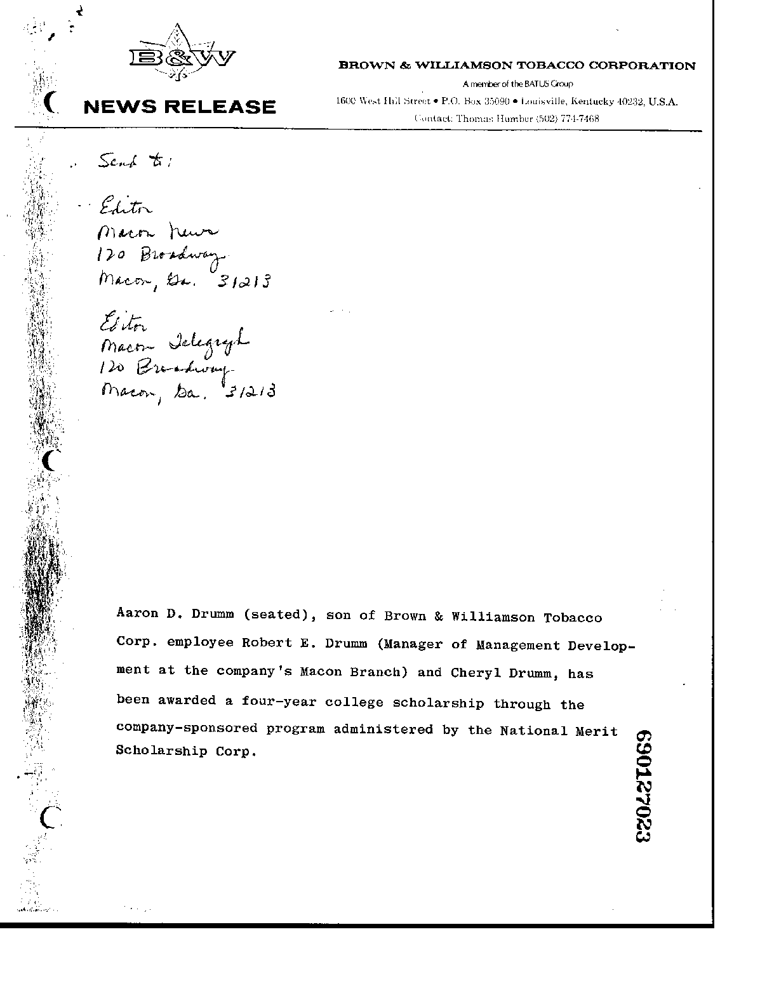 B&W
NEWS RELEASE
BROWN & WILLIAMSON TOBACCO CORPORATION
A member of the BATUS Group
1600 West Hill Street • P.O. Box 35090 • Louisville, Kentucky 40232, U.S.A.
Contact: Thomas Humber (502) 774-7468
Send to:
Editor
Macon News
120 Broadway
Macon, Ga. 31213
Editor
Macon Telegraph
120 Broadway
Macon, Ga. 31213
Aaron D. Drumm (seated), son of Brown & Williamson Tobacco
Corp. employee Robert E. Drumm (Manager of Management Develop-
ment at the company's Macon Branch) and Cheryl Drumm, has
been awarded a four-year college scholarship through the
company-sponsored program administered by the National Merit
Scholarship Corp.
690127023